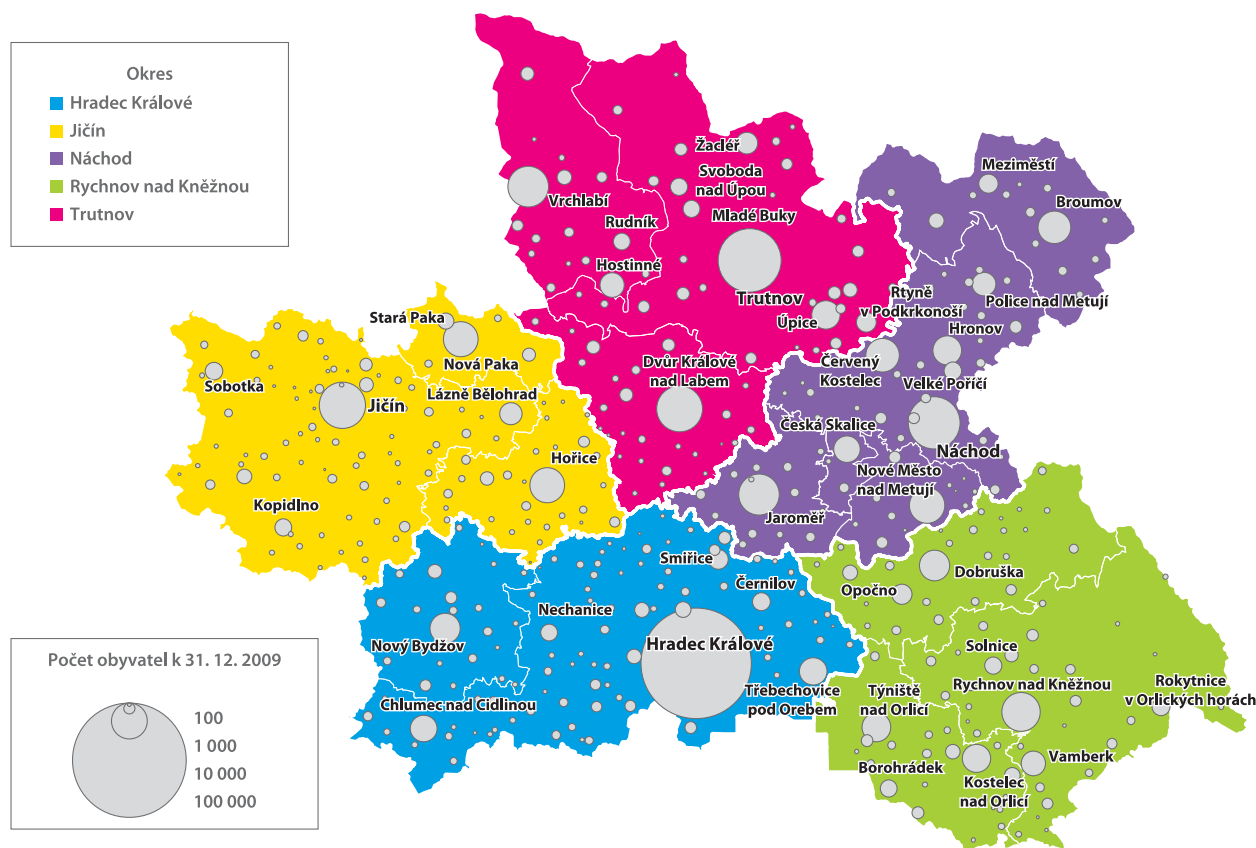 Okres
Hradec Králové
Jičín
Náchod
Rychnov nad Kněžnou
Trutnov
Žacléř
Svoboda
nad Úpou
Vrchlabí
Mladé Buky
Rudník
Hostinné
Trutnov
Úpice
Rtyně
v Podkrkonoší
Meziměstí
Broumov
Police nad Metují
Hronov
Stará Paka
Nová Paka
Dvůr Králové
nad Labem
Červený
Kostelec
Velké Poříčí
Sobotka
Jičín
Lázně Bělohrad
Česká Skalice
Náchod
Hořice
Nové Město
nad Metují
Kopidlno
Jaroměř
Smiřice
Černilov
Opočno
Dobruška
Nechanice
Nový Bydžov
Hradec Králové
Solnice
Třebechovice
pod Orebem
Týniště
nad Orlicí
Rychnov nad Kněžnou
Rokytnice
v Orlických horách
Chlumec nad Cidlinou
Borohrádek
Kostelec
nad Orlicí
Vamberk
Počet obyvatel k 31. 12. 2009
100
1 000
10 000
100 000